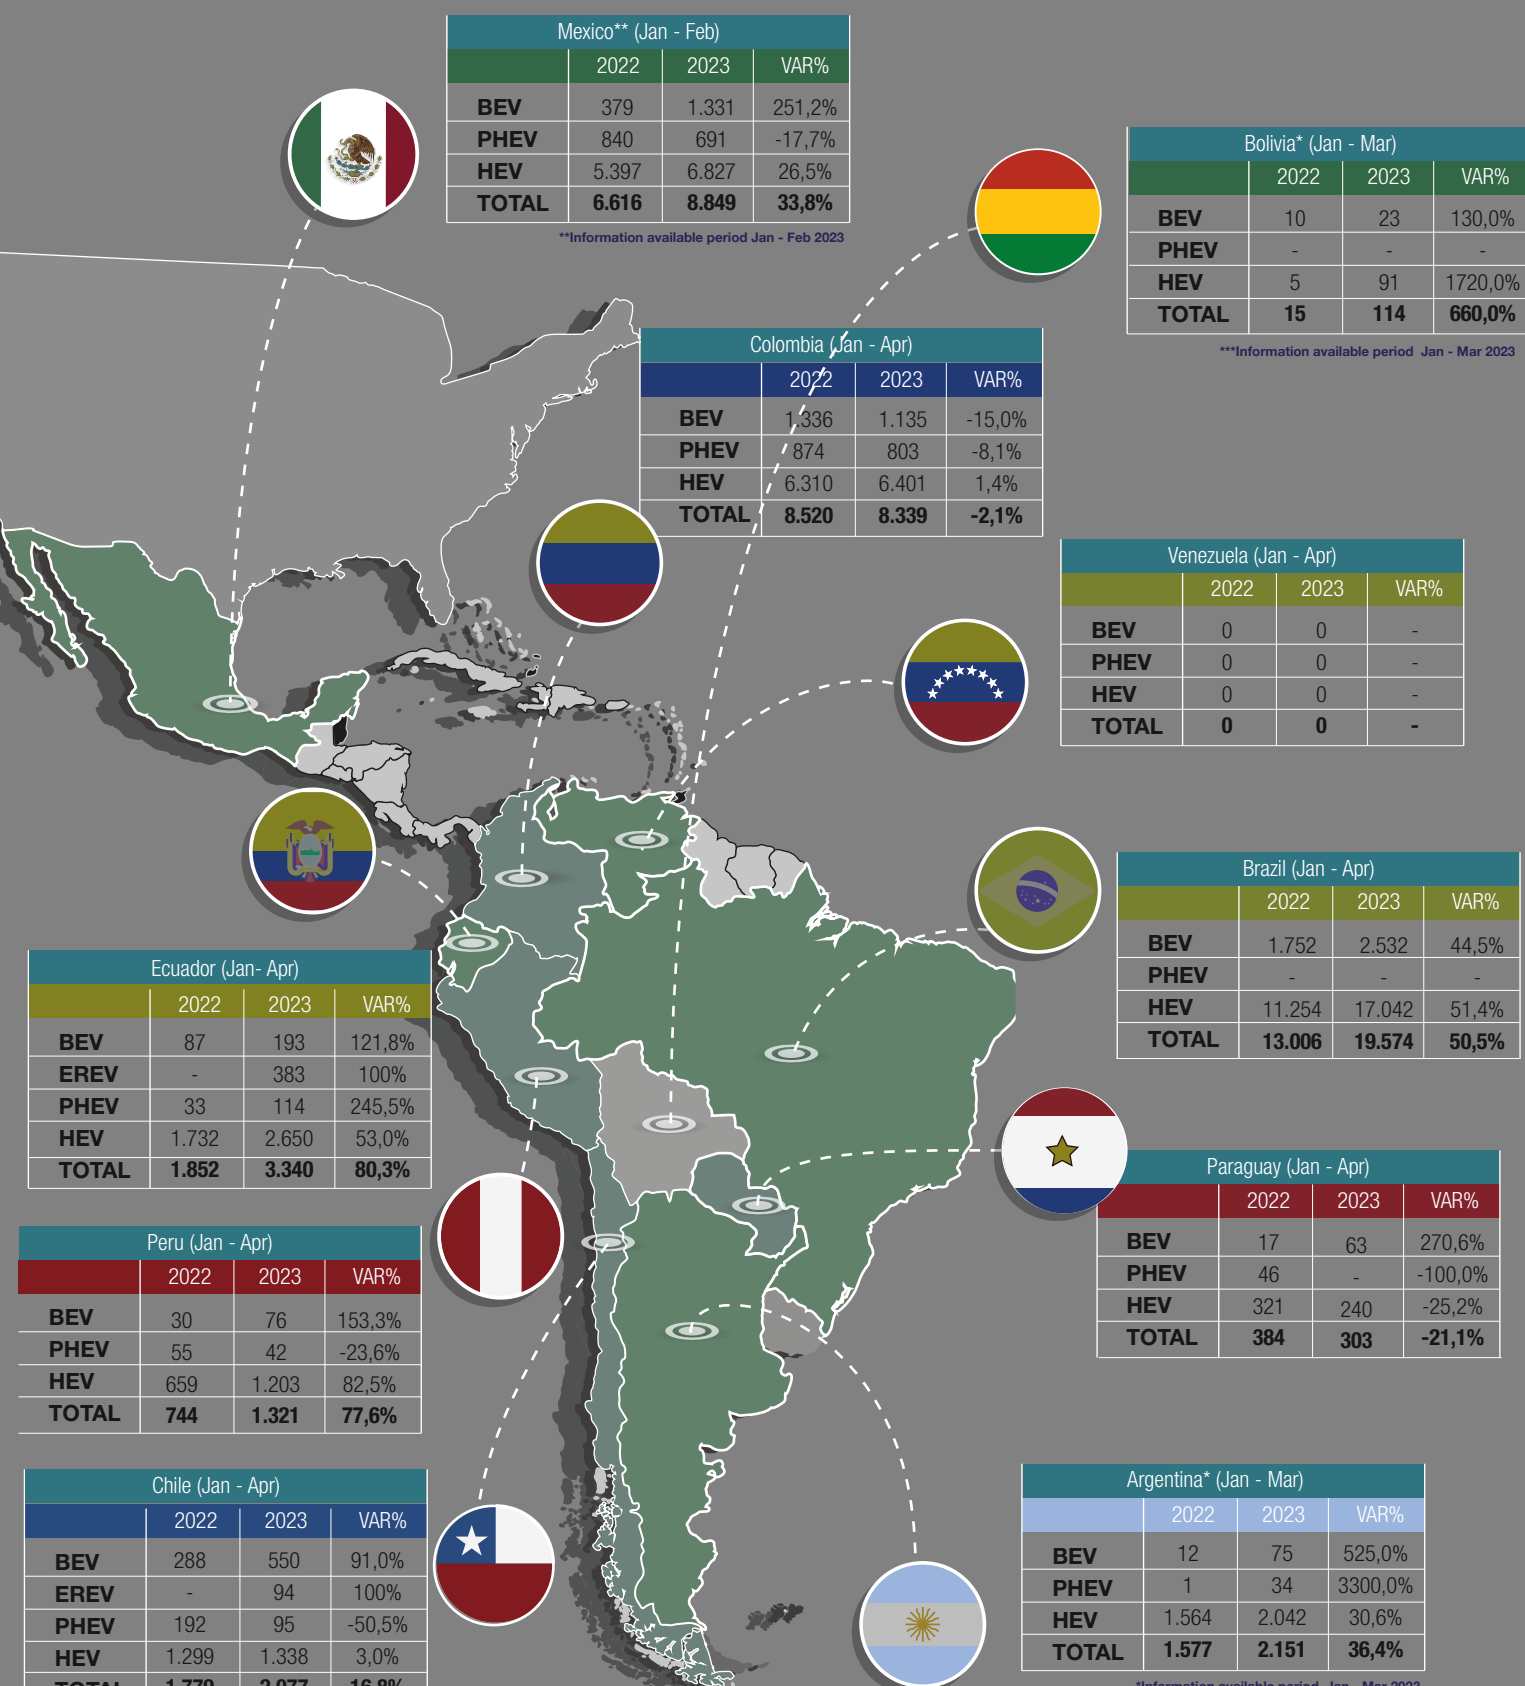 Mexico** (Jan - Feb)
2022 2023 VAR%
BEV 379 1.331 251,2%
PHEV 840 691 -17,7%
HEV 5.397 6.827 26,5%
TOTAL 6.616 8.849 33,8%
**Information available period Jan - Feb 2023
Bolivia* (Jan - Mar)
2022 2023 VAR%
BEV 10 23 130,0%
PHEV - - -
HEV 5 91 1720,0%
TOTAL 15 114 660,0%
***Information available period Jan - Mar 2023
Colombia (Jan - Apr)
2022 2023 VAR%
BEV 1.336 1.135 -15,0%
PHEV 874 803 -8,1%
HEV 6.310 6.401 1,4%
TOTAL 8.520 8.339 -2,1%
Venezuela (Jan - Apr)
2022 2023 VAR%
BEV 0 0 -
PHEV 0 0 -
HEV 0 0 -
TOTAL 0 0 -
Brazil (Jan - Apr)
2022 2023 VAR%
BEV 1.752 2.532 44,5%
PHEV - - -
HEV 11.254 17.042 51,4%
TOTAL 13.006 19.574 50,5%
Ecuador (Jan- Apr)
2022 2023 VAR%
BEV 87 193 121,8%
EREV - 383 100%
PHEV 33 114 245,5%
HEV 1.732 2.650 53,0%
TOTAL 1.852 3.340 80,3%
Paraguay (Jan - Apr)
2022 2023 VAR%
BEV 17 63 270,6%
PHEV 46 - -100,0%
HEV 321 240 -25,2%
TOTAL 384 303 -21,1%
Peru (Jan - Apr)
2022 2023 VAR%
BEV 30 76 153,3%
PHEV 55 42 -23,6%
HEV 659 1.203 82,5%
TOTAL 744 1.321 77,6%
Chile (Jan - Apr)
2022 2023 VAR%
BEV 288 550 91,0%
EREV - 94 100%
PHEV 192 95 -50,5%
HEV 1.299 1.338 3,0%
TOTAL 1.779 2.077 16,8%
Argentina* (Jan - Mar)
2022 2023 VAR%
BEV 12 75 525,0%
PHEV 1 34 3300,0%
HEV 1.564 2.042 30,6%
TOTAL 1.577 2.151 36,4%
*Information available period Jan - Mar 2023